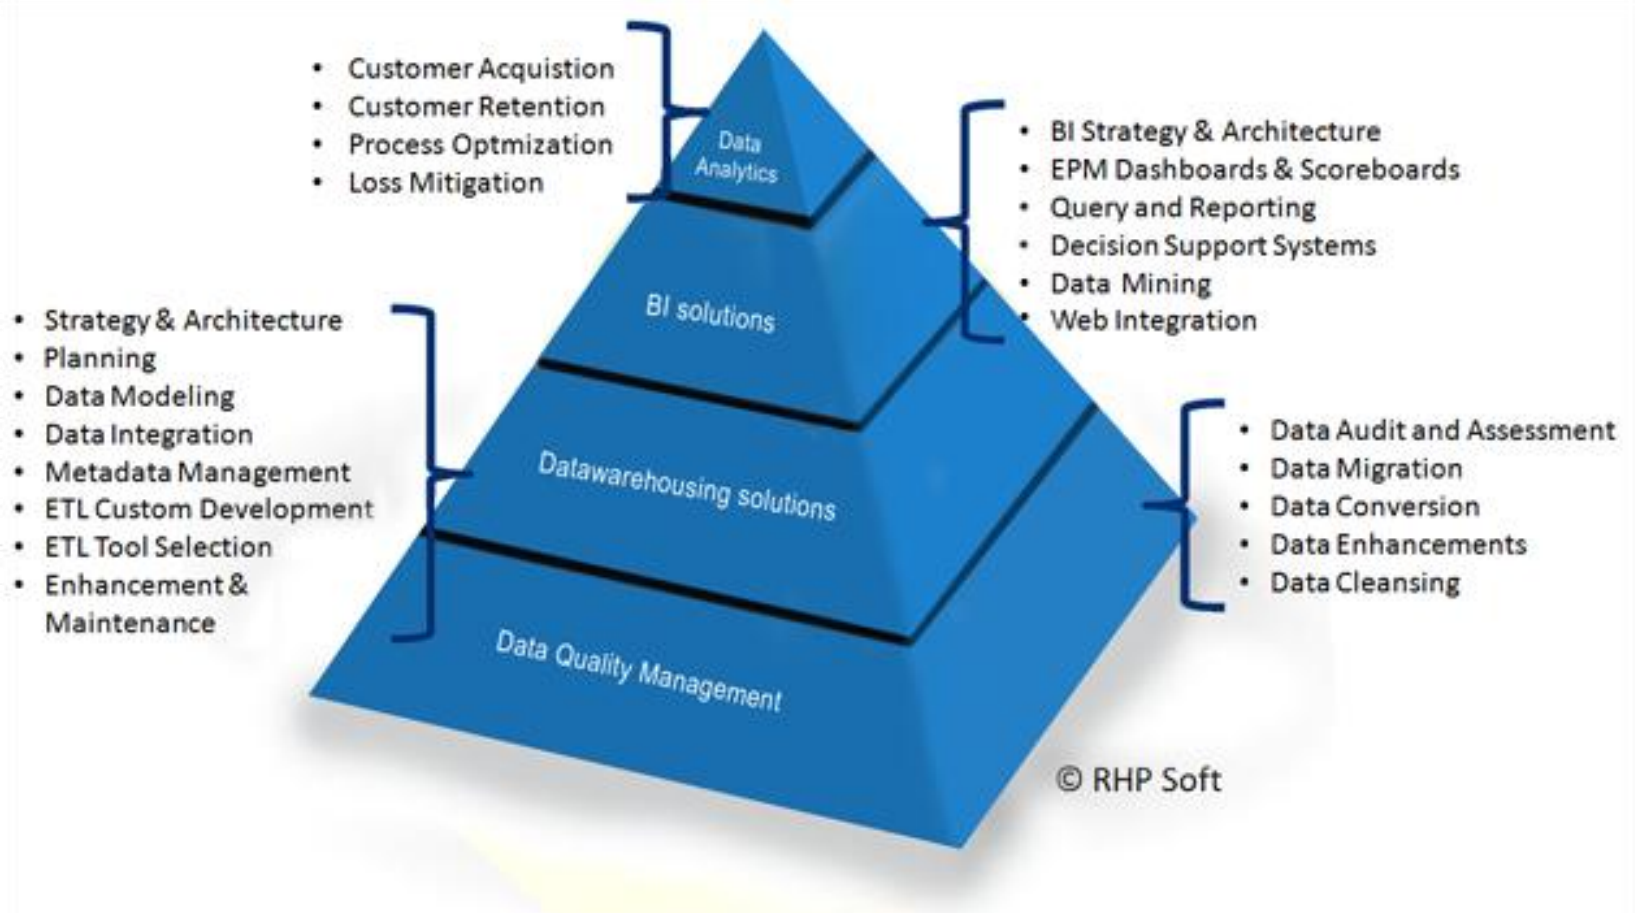 • Customer Acquistion
• Customer Retention
• Process Optmization
• Loss Mitigation
Data
Analytics
• BI Strategy & Architecture
• EPM Dashboards & Scoreboards
• Query and Reporting
• Decision Support Systems
• Data Mining
• Web Integration
BI solutions
• Strategy & Architecture
• Planning
• Data Modeling
• Data Integration
• Metadata Management
• ETL Custom Development
• ETL Tool Selection
• Enhancement &
Maintenance
Datawarehousing solutions
• Data Audit and Assessment
• Data Migration
• Data Conversion
• Data Enhancements
• Data Cleansing
Data Quality Management
© RHP Soft